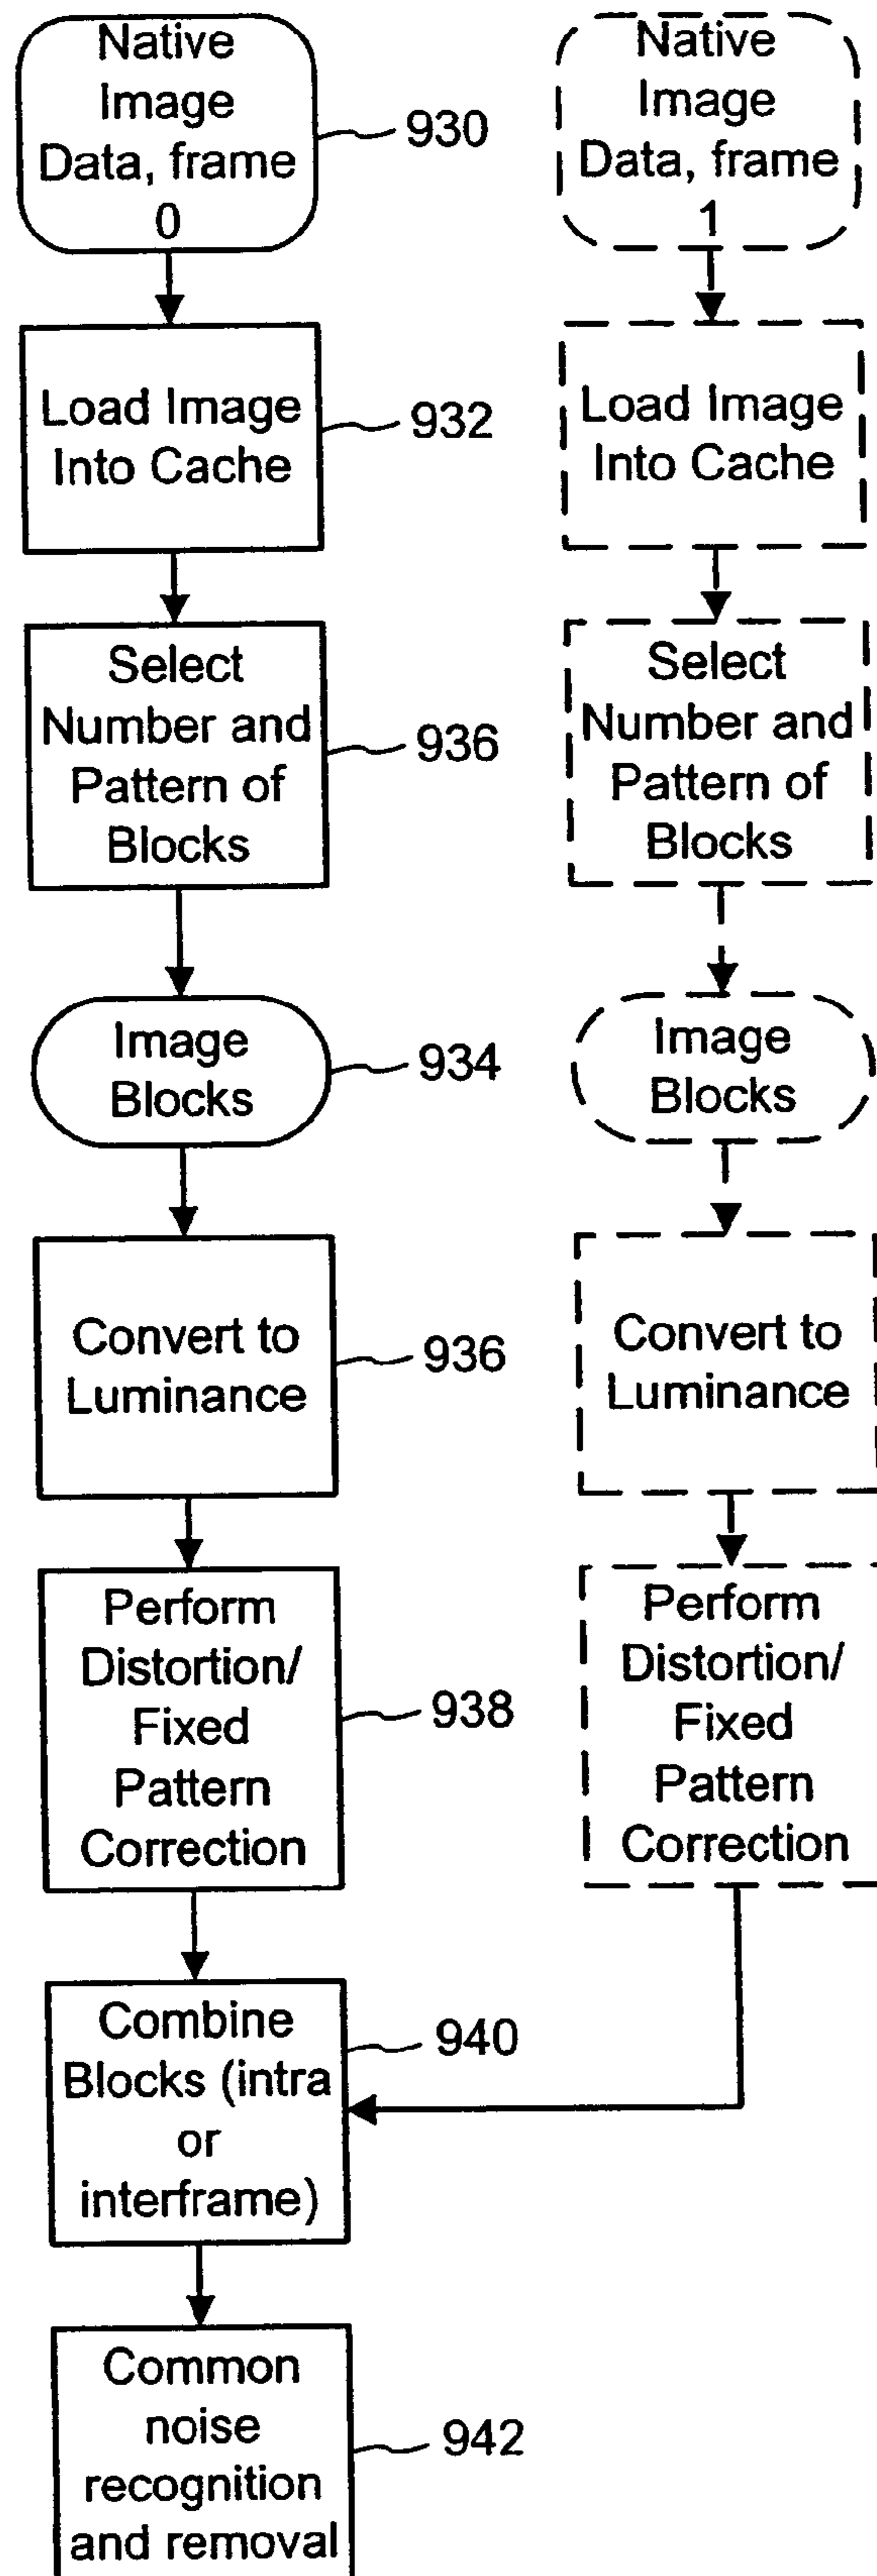 Native
Image
Data, frame
0
930
Load Image
Into Cache
932
Select
Number and
Pattern of
Blocks
936
Image
Blocks
934
Convert to
Luminance
936
Perform
Distortion/
Fixed
Pattern
Correction
938
Combine
Blocks (intra
or
interframe)
940
Common
noise
recognition
and removal
942
Native
Image
Data, frame
1
Load Image
Into Cache
Select
Number and
Pattern of
Blocks
Image
Blocks
Convert to
Luminance
Perform
Distortion/
Fixed
Pattern
Correction